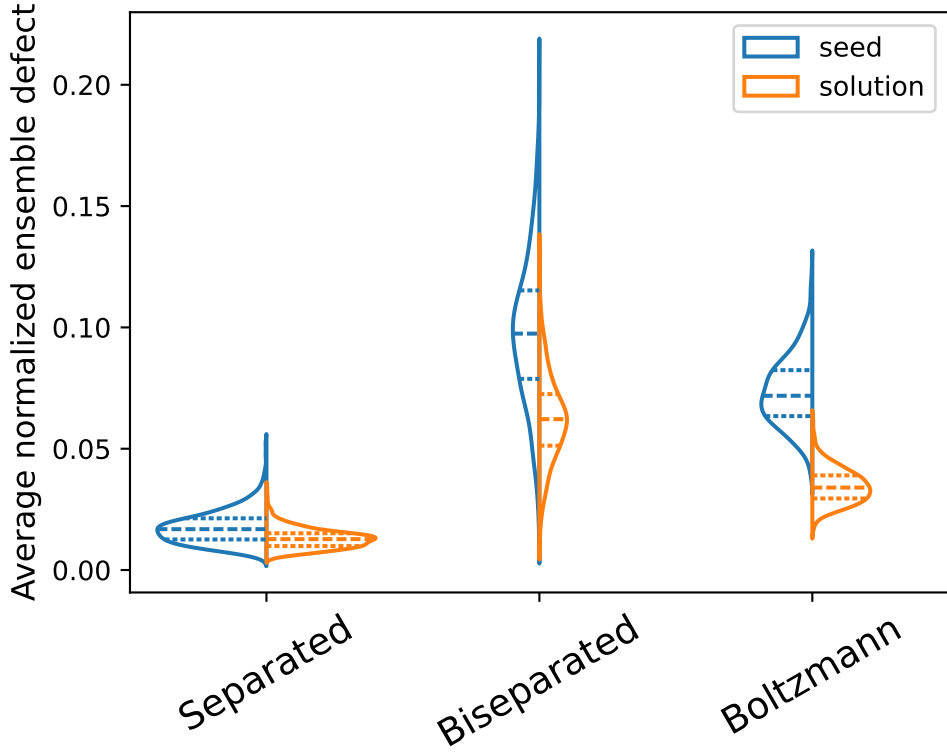 Average normalized ensemble defect
0.20
0.15
0.10
0.05
0.00
seed
solution
Separated
Biseparated
Boltzmann